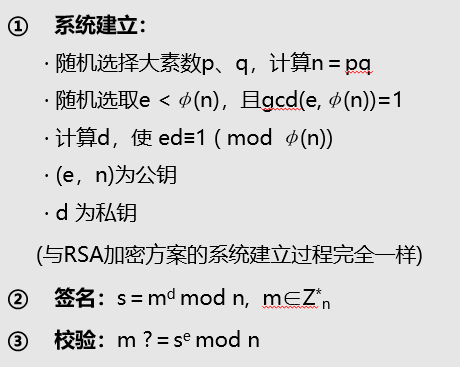 ① 系统建立：
· 随机选择大素数p、q，计算n = pq
· 随机选取e < φ(n)，且gcd(e, φ(n))=1
· 计算d，使 ed≡1 ( mod φ(n))
· (e，n)为公钥
· d 为私钥
(与RSA加密方案的系统建立过程完全一样)
② 签名：s = mᵈ mod n, m∈Z*ₙ
③ 校验：m ? = sᵉ mod n